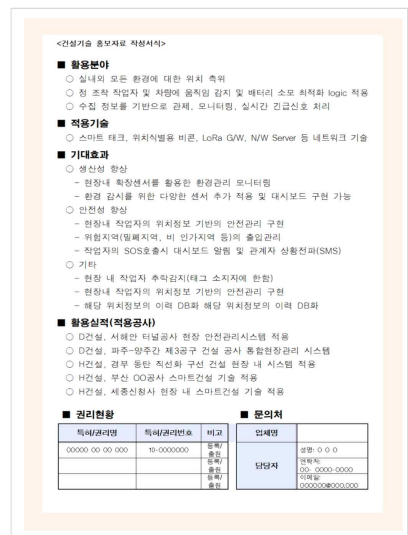 <건설기술 홍보자료 작성서식>
■ 활용분야
○ 실내외 모든 환경에 대한 위치 측위
○ 정 조작 작업자 및 차량에 움직임 감지 및 배터리 소모 최적화 logic 적용
○ 수집 정보를 기반으로 관제, 모니터링, 실시간 긴급신호 처리
■ 적용기술
○ 스마트 태크, 위치식별용 비콘, LoRa G/W, N/W Server 등 네트워크 기술
■ 기대효과
○ 생산성 향상
- 현장내 확장센서를 활용한 환경관리 모니터링
- 환경 감시를 위한 다양한 센서 추가 적용 및 대시보드 구현 가능
○ 안전성 향상
- 현장내 작업자의 위치정보 기반의 안전관리 구현
- 위험지역(밀폐지역, 비 인가지역 등)의 출입관리
- 작업자의 SOS호출시 대시보드 알림 및 관계자 상황전파(SMS)
○ 기타
- 현장 내 작업자 추락감지(태그 소지자에 한함)
- 현장내 작업자의 위치정보 기반의 안전관리 구현
- 해당 위치정보의 이력 DB화 해당 위치정보의 이력 DB화
■ 활용실적(적용공사)
○ D건설, 서해안 터널공사 현장 안전관리시스템 적용
○ D건설, 파주-양주간 제3공구 건설 공사 통합현장관리 시스템
○ H건설, 경부 동탄 직선화 구선 건설 현장 내 시스템 적용
○ H건설, 부산 OO공사 스마트건설 기술 적용
○ H건설, 세종신청사 현장 내 스마트건설 기술 적용
■ 권리현황
특허/권리명 특허/권리번호 비고
00000 00 00 000 10-0000000 등록/출원
등록/출원
등록/출원
■ 문의처
업체명
담당자 성명: O O O
연락처:
00- 0000-0000
이메일:
000000@000,000